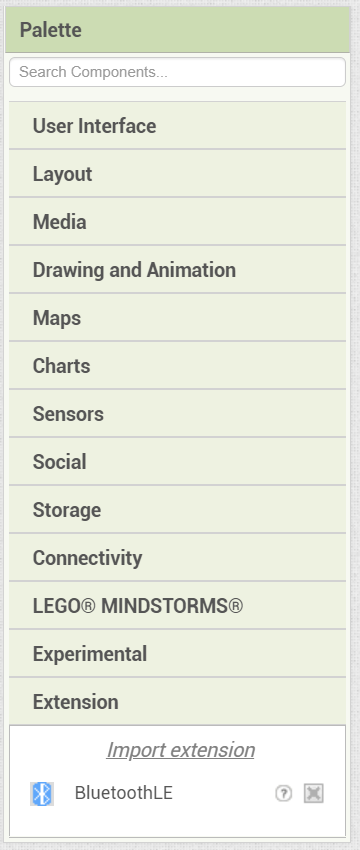 Palette
Search Components...
User Interface
Layout
Media
Drawing and Animation
Maps
Charts
Sensors
Social
Storage
Connectivity
LEGO® MINDSTORMS®
Experimental
Extension
Import extension
BluetoothLE ?